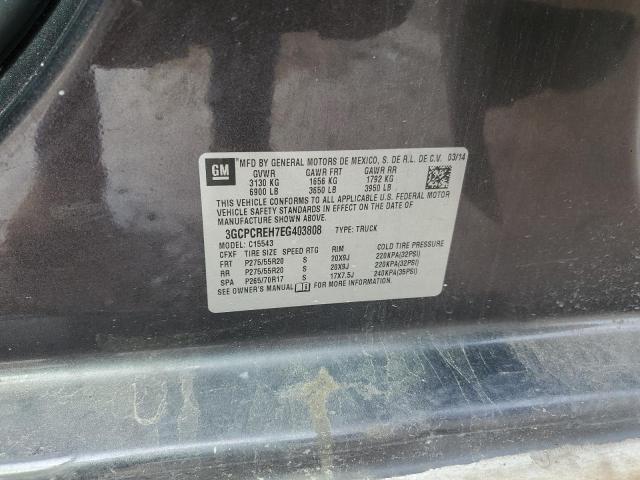 GM MFD BY GENERAL MOTORS DE MEXICO, S. DE R.L. DE C.V. 03/14
GVWR GAWR FRT GAWR RR
3130 KG 1656 KG 1792 KG
6900 LB 3650 LB 3950 LB
THIS VEHICLE CONFORMS TO ALL APPLICABLE U.S. FEDERAL MOTOR
VEHICLE SAFETY AND THEFT PREVENTION STANDARDS IN EFFECT ON
THE DATE OF MANUFACTURE SHOWN ABOVE.
3GCPCREH7EG403808 TYPE: TRUCK
MODEL: C15543
CFXF TIRE SIZE SPEED RTG RIM COLD TIRE PRESSURE
FRT P275/55R20 S 20X9J 220KPA(32PSI)
RR P275/55R20 S 20X9J 220KPA(32PSI)
SPA P265/70R17 S 17X7.5J 240KPA(35PSI)
SEE OWNER'S MANUAL FOR MORE INFORMATION.